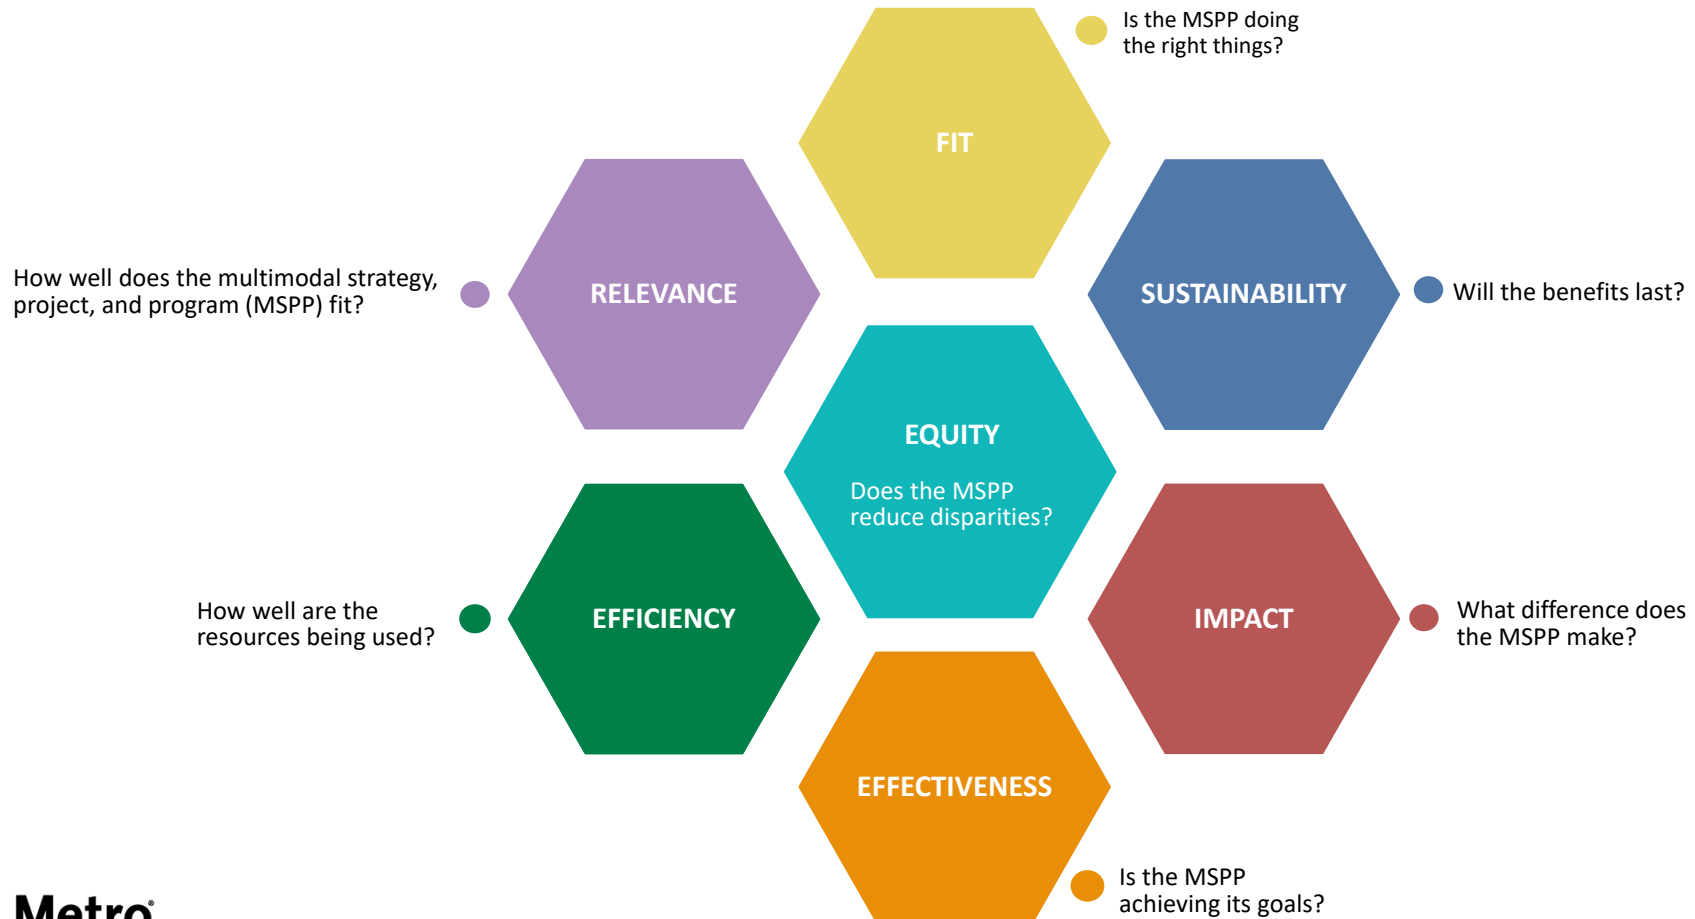 Is the MSPP doing
the right things?
FIT
How well does the multimodal strategy,
project, and program (MSPP) fit?
RELEVANCE
SUSTAINABILITY
Will the benefits last?
EQUITY
Does the MSPP
reduce disparities?
How well are the
resources being used?
EFFICIENCY
IMPACT
What difference does
the MSPP make?
EFFECTIVENESS
Is the MSPP
achieving its goals?
Metro